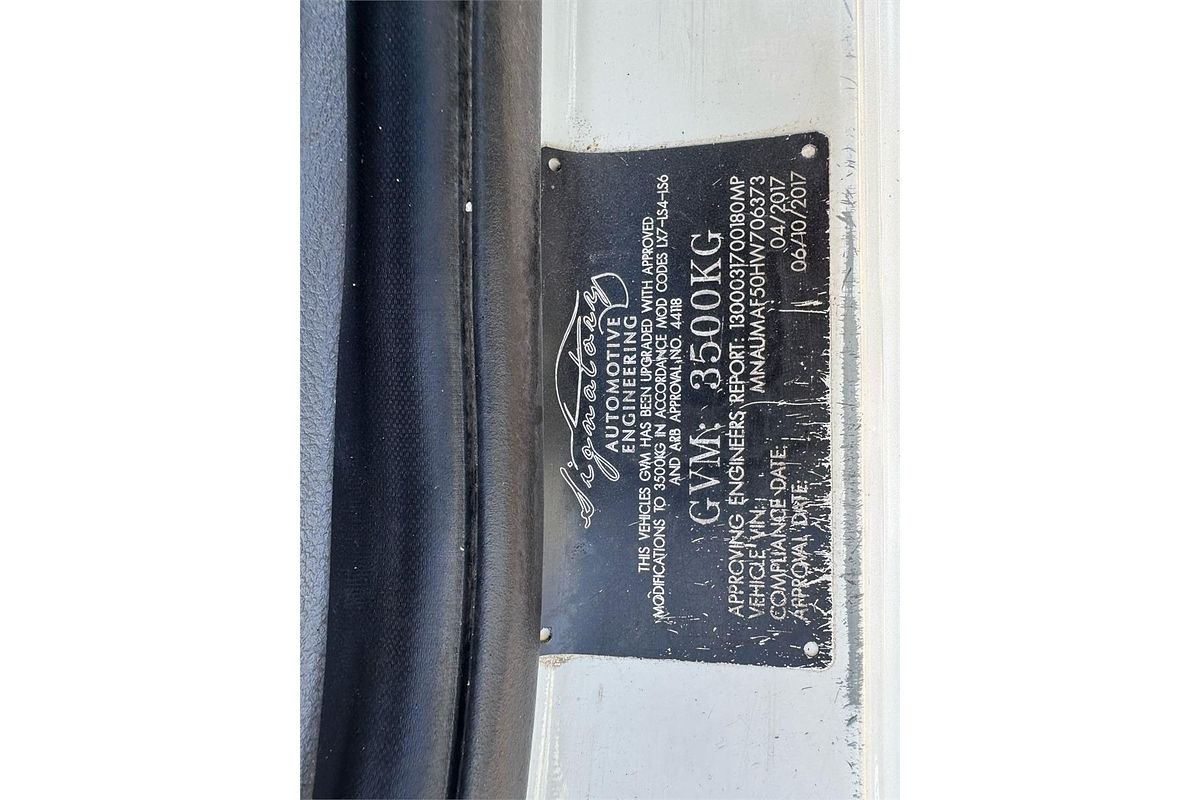 Signatory
AUTOMOTIVE
ENGINEERING
THIS VEHICLES GVM HAS BEEN UPGRADED WITH APPROVED
MODIFICATIONS TO 3500KG IN ACCORDANCE MOD CODES LX7-LS4-LS6
AND ARB APPROVAL NO. 44118
GVM: 3500KG
APPROVING ENGINEERS REPORT: 1300031700180MP
VEHICLE VIN: MNAUMAF50HW706373
COMPLIANCE DATE: 04/2017
APPROVAL DATE: 06/10/2017